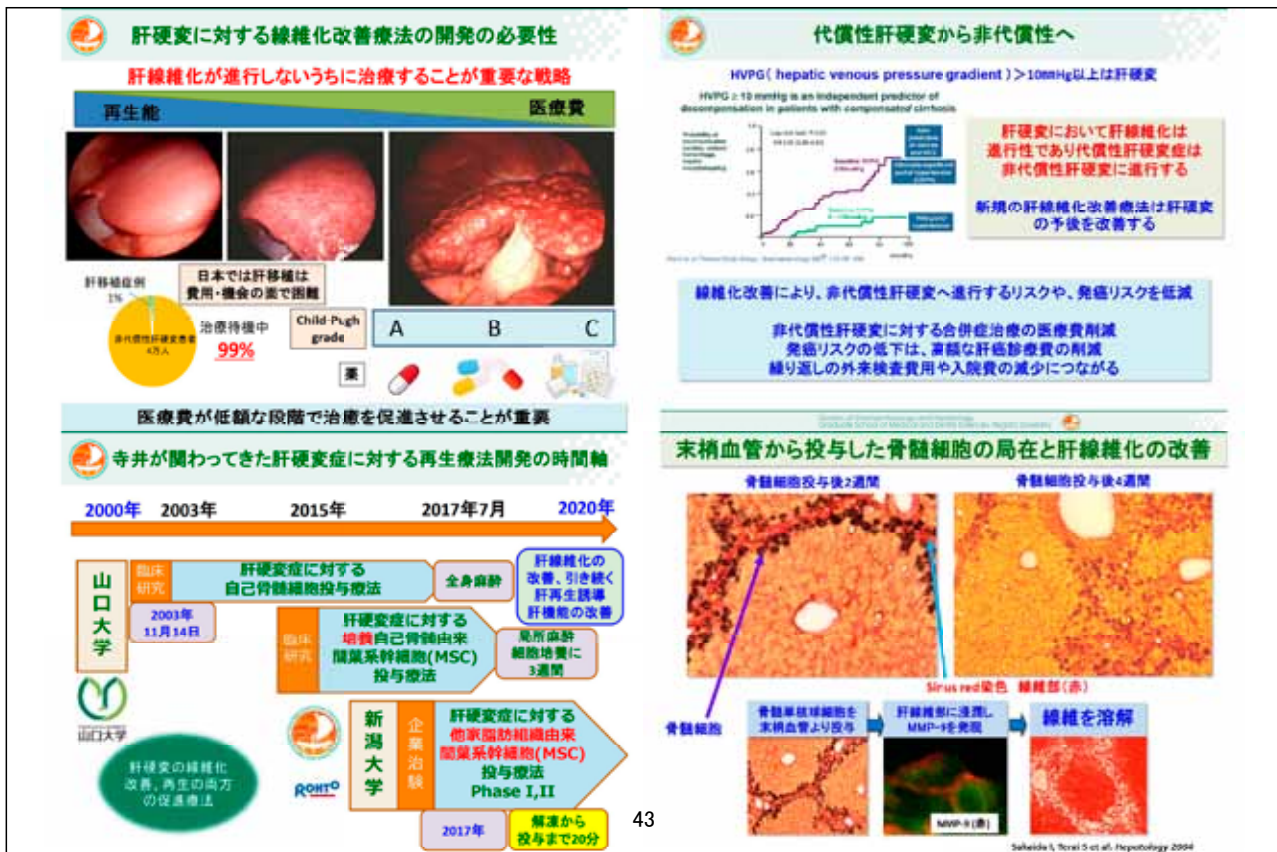 肝硬変に対する線維化改善療法の開発の必要性
肝線維化が進行しないうちに治療することが重要な戦略
再生能
医療費
肝移植症例
1%
日本では肝移植は
費用・機会の面で困難
非代償性肝硬変患者
4万人
治療待機中
99%
Child-Pugh
grade
A B C
薬
医療費が低額な段階で治癒を促進させることが重要
代償性肝硬変から非代償性へ
HVPG( hepatic venous pressure gradient )>10mmHg以上は肝硬変
HVPG ≥ 10 mmHg is an independent predictor of
decompensation in patients with compensated cirrhosis
肝硬変において肝線維化は
進行性であり代償性肝硬変症は
非代償性肝硬変に進行する
新規の肝線維化改善療法は肝硬変
の予後を改善する
線維化改善により、非代償性肝硬変へ進行するリスクや、発癌リスクを低減
非代償性肝硬変に対する合併症治療の医療費削減
発癌リスクの低下は、高額な肝癌診療費の削減
繰り返しの外来検査費用や入院費の減少につながる
寺井が関わってきた肝硬変症に対する再生療法開発の時間軸
2000年 2003年 2015年 2017年7月 2020年
山口大学
臨床研究
肝硬変症に対する
自己骨髄細胞投与療法
全身麻酔
肝線維化の
改善、引き続く
肝再生誘導
肝機能の改善
2003年
11月14日
臨床研究
肝硬変症に対する
培養自己骨髄由来
間葉系幹細胞(MSC)
投与療法
局所麻酔
細胞培養に
3週間
山口大学
肝硬変の線維化
改善、再生の両方
の促進療法
ROHTO
新潟大学
企業治験
肝硬変症に対する
他家脂肪組織由来
間葉系幹細胞(MSC)
投与療法
Phase I,II
2017年
解凍から
投与まで20分
末梢血管から投与した骨髄細胞の局在と肝線維化の改善
骨髄細胞投与後2週間
骨髄細胞投与後4週間
Sirus red染色 線維部(赤)
骨髄細胞
骨髄単核球細胞を
末梢血管より投与
肝線維部に浸潤し
MMP-9を発現
線維を溶解
MMP-9 (赤)
Sakaida I, Terai S et al. Hepatology 2004
43